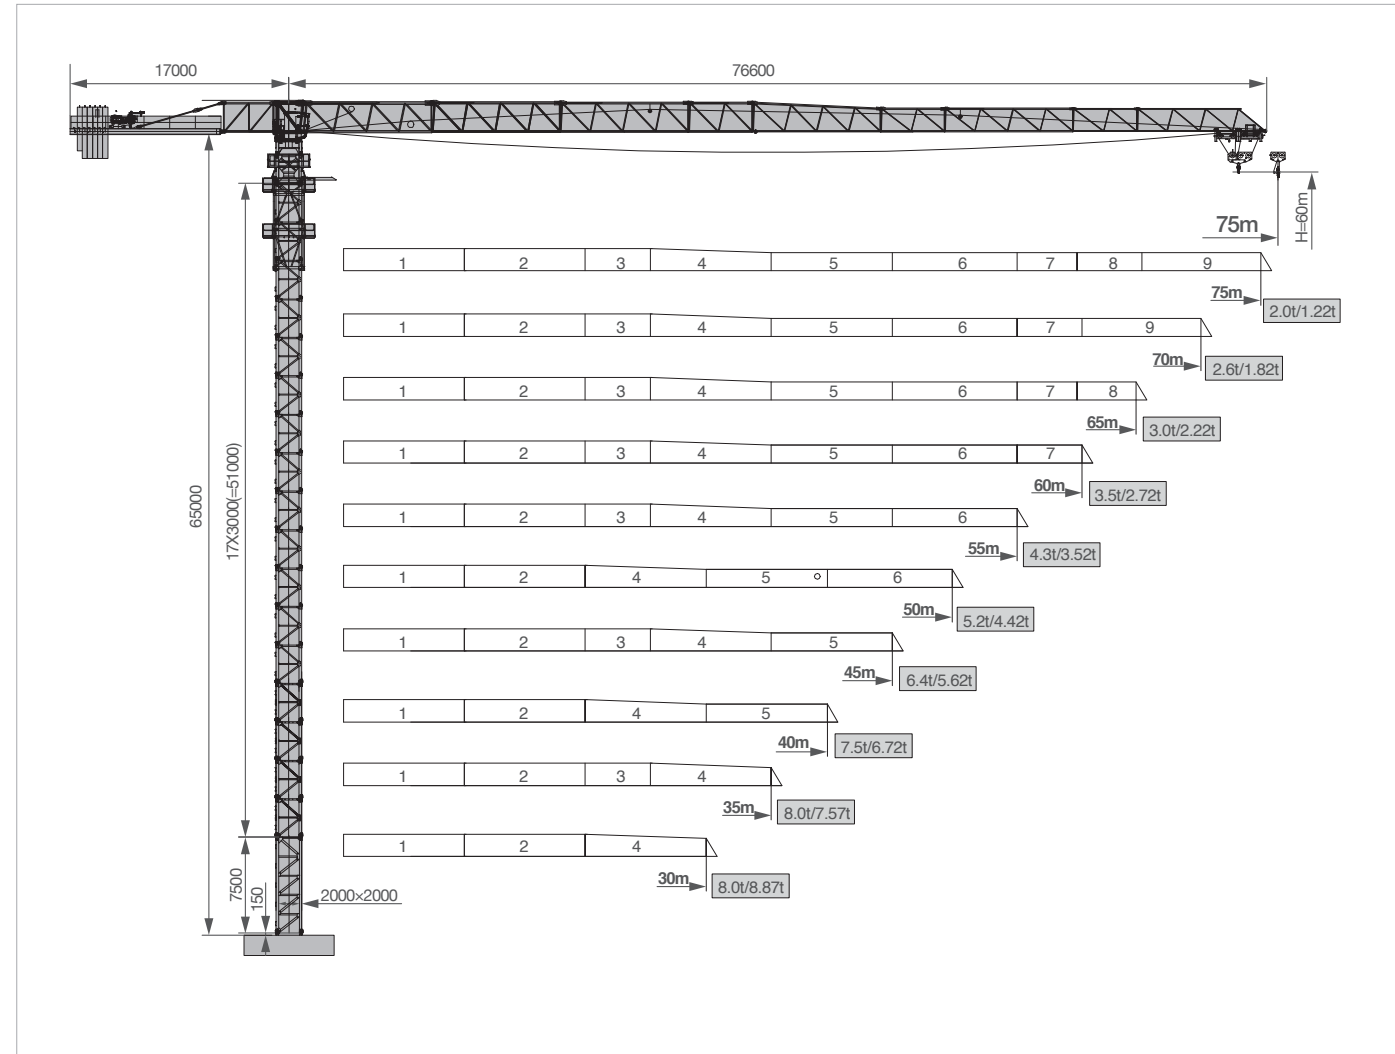 17000
76600
H=60m
75m
1 2 3 4 5 6 7 8 9
75m
2.0t/1.22t
1 2 3 4 5 6 7 9
70m
2.6t/1.82t
1 2 3 4 5 6 7 8
65m
3.0t/2.22t
1 2 3 4 5 6 7
60m
3.5t/2.72t
65000
17X3000(=51000)
1 2 3 4 5 6
55m
4.3t/3.52t
1 2 4 5 6
50m
5.2t/4.42t
1 2 3 4 5
45m
6.4t/5.62t
1 2 4 5
40m
7.5t/6.72t
1 2 3 4
35m
8.0t/7.57t
1 2 4
30m
8.0t/8.87t
7500
150
2000×2000